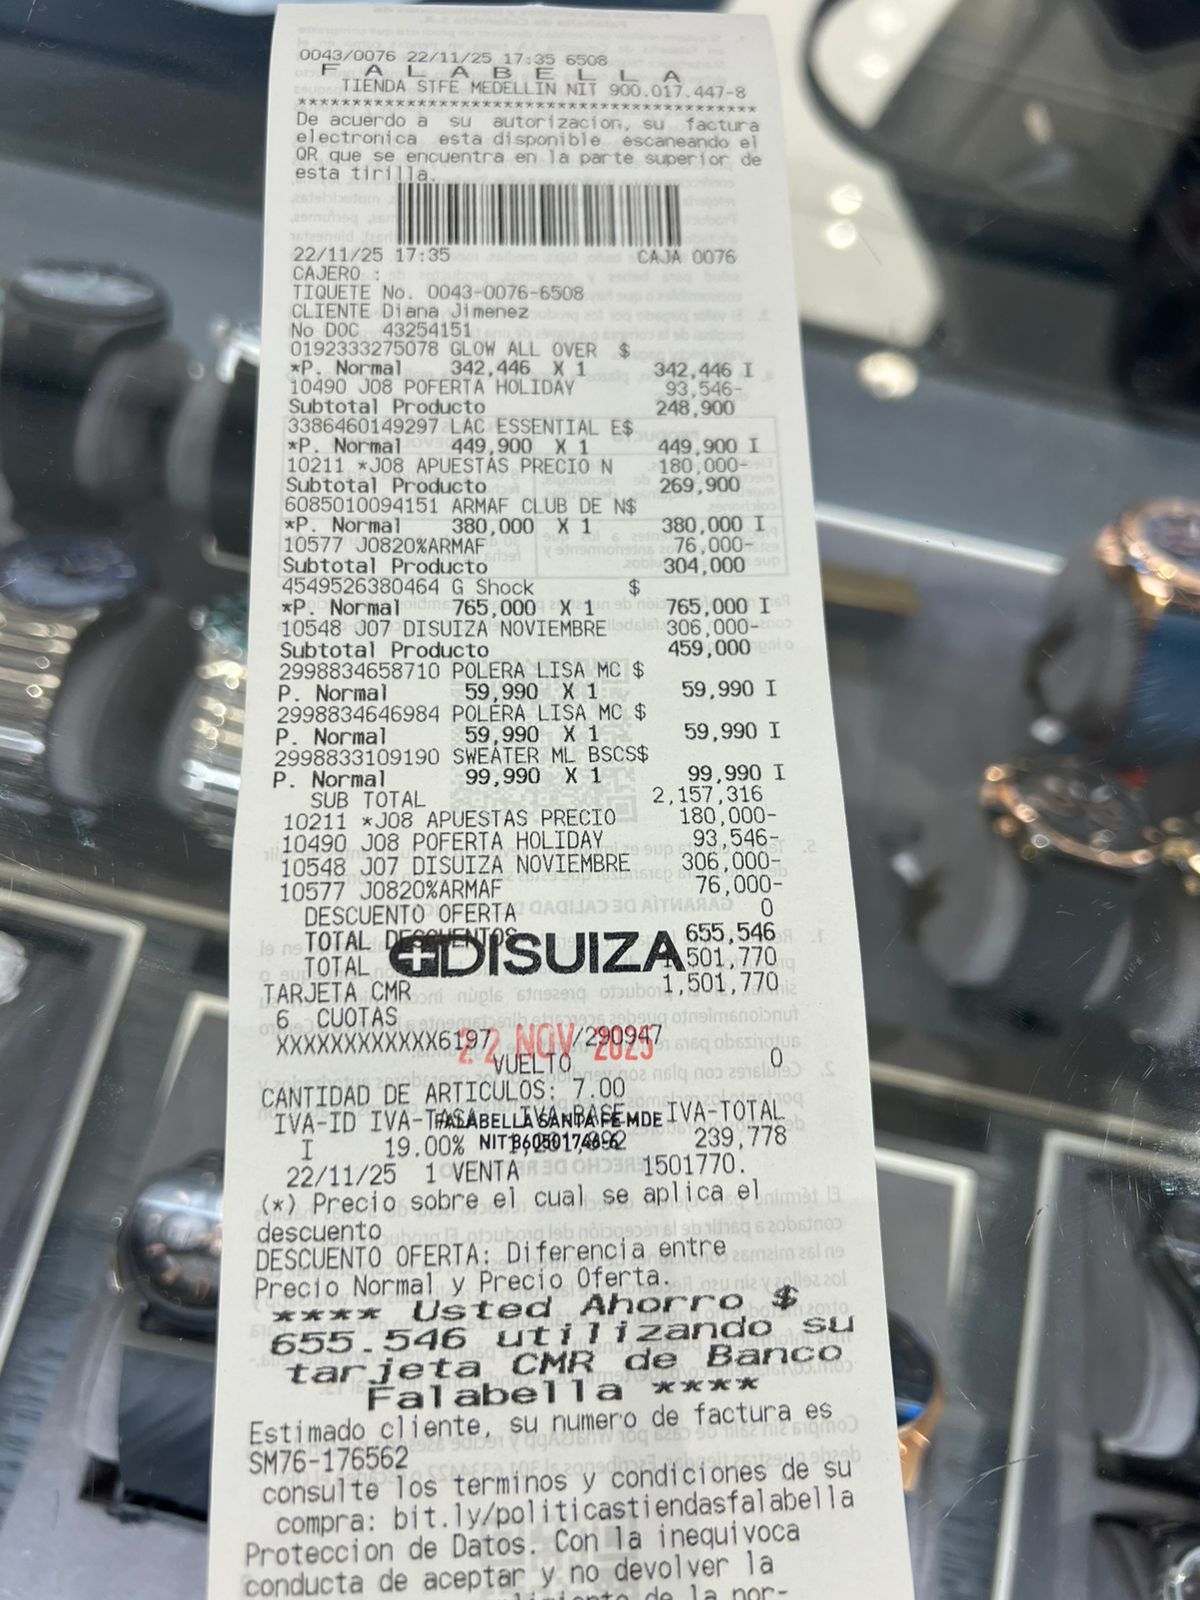 0043/0076 22/11/25 17:35 6508
F A L A B E L L A
TIENDA STFE MEDELLIN NIT 900.017.447-8
De acuerdo a su autorizacion, su factura
electronica esta disponible escaneando el
QR que se encuentra en la parte superior de
esta tirilla.
22/11/25 17:35 CAJA 0076
CAJERO :
TIQUETE No. 0043-0076-6508
CLIENTE Diana Jimenez
No DOC 43254151
0192333275078 GLOW ALL OVER $
*P. Normal 342,446 X 1 342,446 I
10490 J08 POFERTA HOLIDAY 93,546-
Subtotal Producto 248,900
3386460149297 LAC ESSENTIAL E$
*P. Normal 449,900 X 1 449,900 I
10211 *J08 APUESTAS PRECIO N 180,000-
Subtotal Producto 269,900
6085010094151 ARMAF CLUB DE N$
*P. Normal 380,000 X 1 380,000 I
10577 J0820%ARMAF 76,000-
Subtotal Producto 304,000
4549526380464 G Shock $
*P. Normal 765,000 X 1 765,000 I
10548 J07 DISUIZA NOVIEMBRE 306,000-
Subtotal Producto 459,000
2998834658710 POLERA LISA MC $
P. Normal 59,990 X 1 59,990 I
2998834646984 POLERA LISA MC $
P. Normal 59,990 X 1 59,990 I
2998833109190 SWEATER ML BSCS$
P. Normal 99,990 X 1 99,990 I
SUB TOTAL 2,157,316
10211 *J08 APUESTAS PRECIO 180,000-
10490 J08 POFERTA HOLIDAY 93,546-
10548 J07 DISUIZA NOVIEMBRE 306,000-
10577 J0820%ARMAF 76,000-
DESCUENTO OFERTA 0
TOTAL DESCUENTOS 655,546
DISUIZA
TOTAL 1,501,770
TARJETA CMR 1,501,770
6 CUOTAS
XXXXXXXXXXXX6197 /290947
22 NOV 2025
VUELTO 0
CANTIDAD DE ARTICULOS: 7.00
IVA-ID IVA-TASA IVA-BASE IVA-TOTAL
FALABELLA SANTA FE MDE
I 19.00% 239,778
22/11/25 1 VENTA 1501770.
(*) Precio sobre el cual se aplica el
descuento
DESCUENTO OFERTA: Diferencia entre
Precio Normal y Precio Oferta.
**** Usted Ahorro $
655.546 utilizando su
tarjeta CMR de Banco
Falabella ****
Estimado cliente, su numero de factura es
SM76-176562
consulte los terminos y condiciones de su
compra: bit.ly/politicastiendasfalabella
Proteccion de Datos. Con la inequivoca
conducta de aceptar y no devolver la
de la nor-